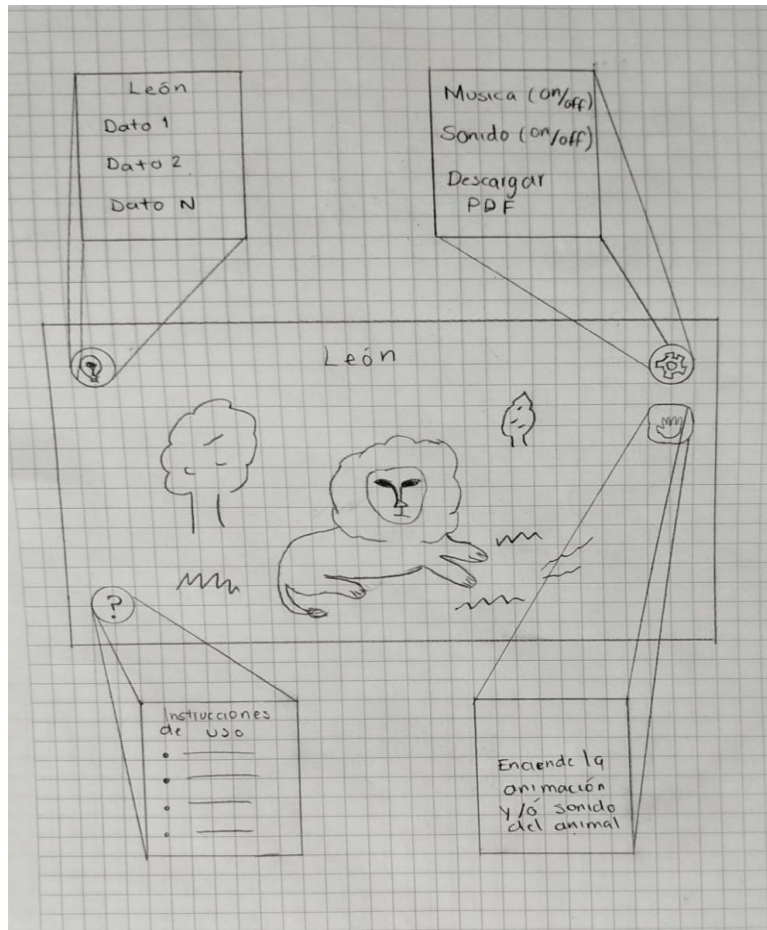 León
Dato 1
Dato 2
Dato N
Musica (on/off)
Sonido (on/off)
Descargar
PDF
León
?
Instrucciones
de uso
Enciende la
animación
y/ó sonido
del animal